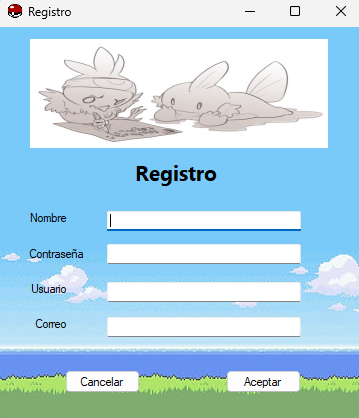 Registro
Registro
Nombre
Contraseña
Usuario
Correo
Cancelar
Aceptar